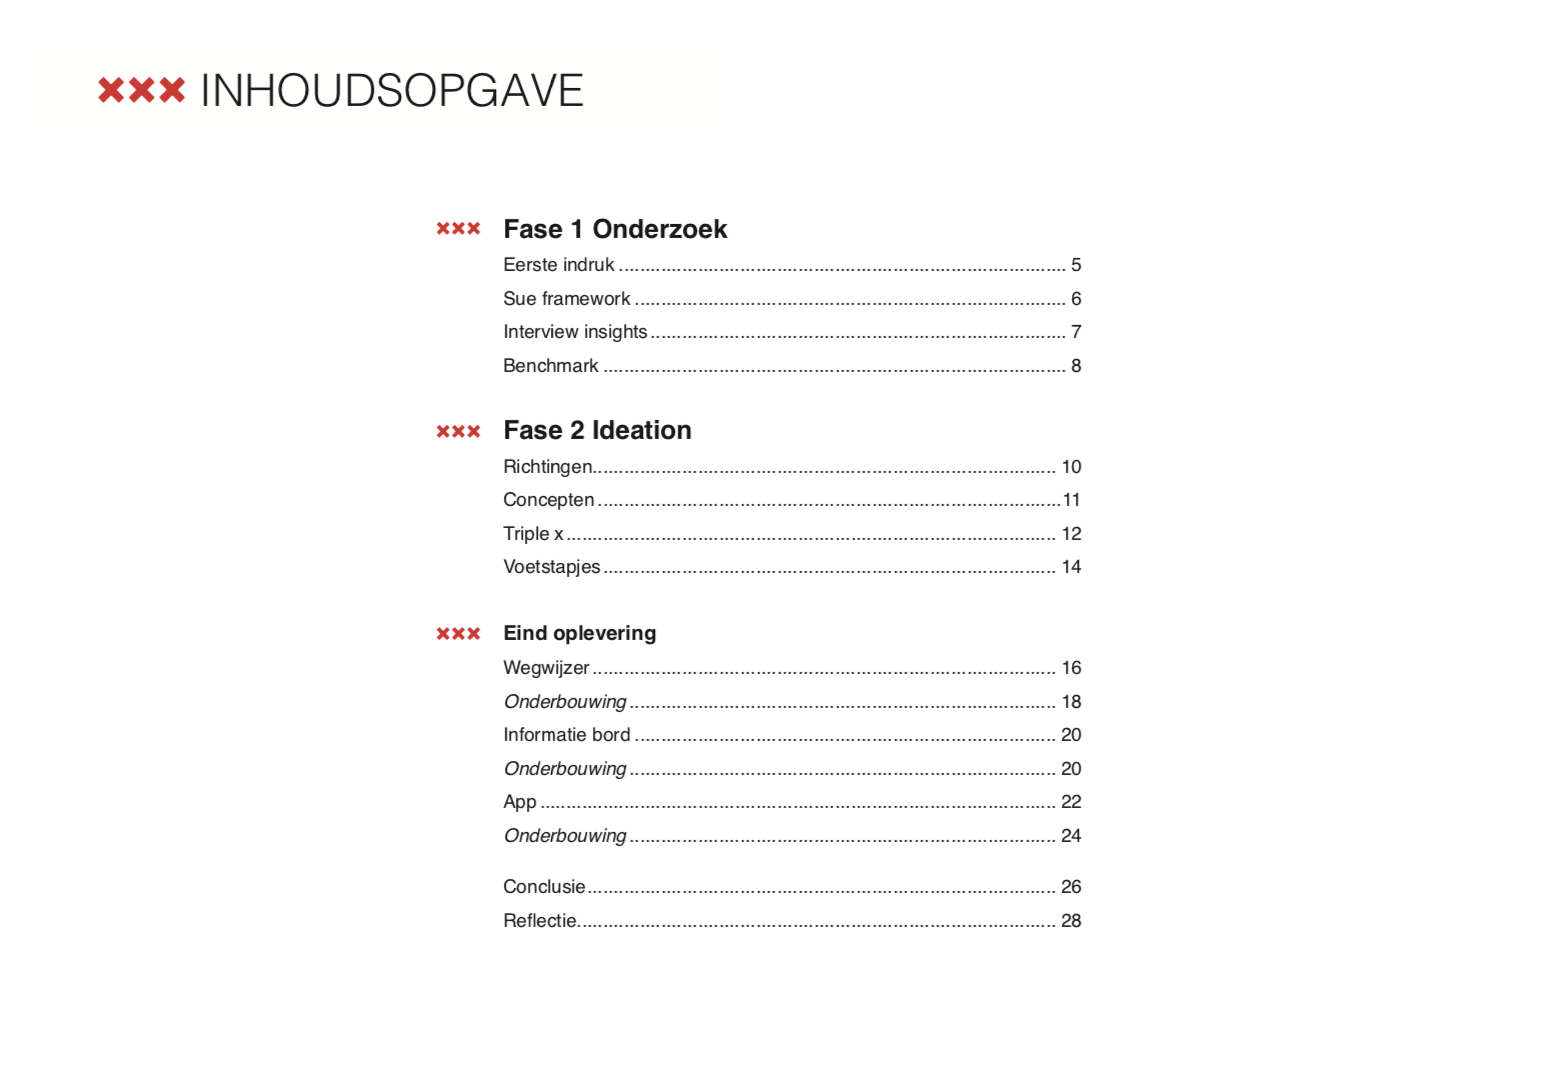 INHOUDSOPGAVE
Fase 1 Onderzoek
Eerste indruk ........................................................................................ 5
Sue framework ..................................................................................... 6
Interview insights .................................................................................. 7
Benchmark ........................................................................................... 8
Fase 2 Ideation
Richtingen.......................................................................................... 10
Concepten ..........................................................................................11
Triple x ............................................................................................... 12
Voetstapjes ........................................................................................ 14
Eind oplevering
Wegwijzer .......................................................................................... 16
Onderbouwing ................................................................................... 18
Informatie bord .................................................................................. 20
Onderbouwing ................................................................................... 20
App .................................................................................................... 22
Onderbouwing ................................................................................... 24
Conclusie ........................................................................................... 26
Reflectie............................................................................................. 28